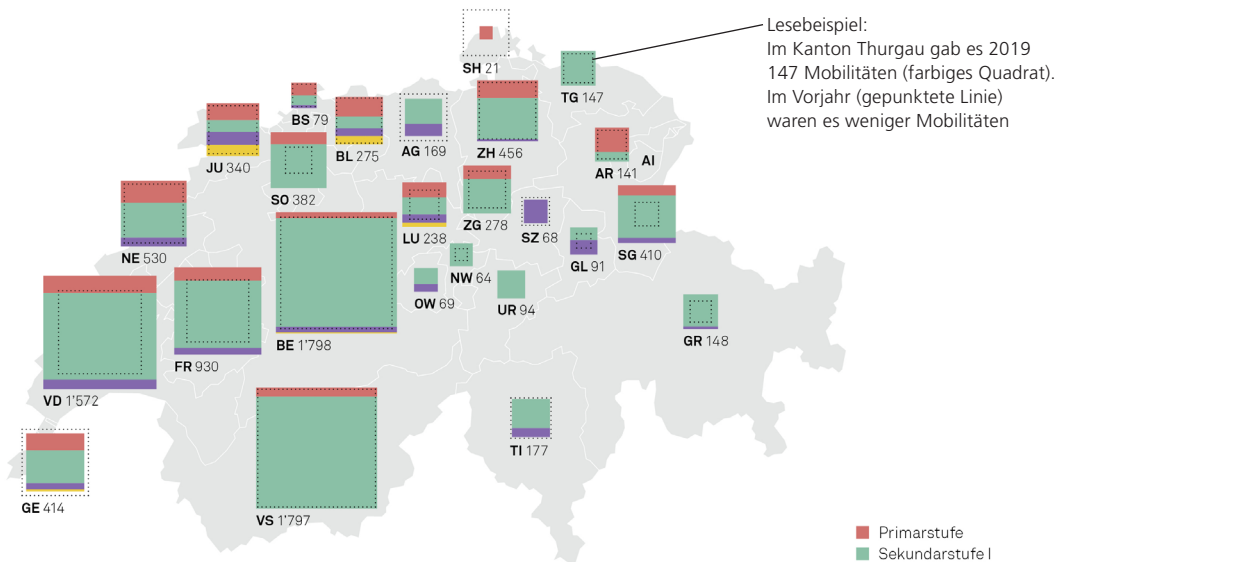 Lesebeispiel:
Im Kanton Thurgau gab es 2019
147 Mobilitäten (farbiges Quadrat).
Im Vorjahr (gepunktete Linie)
waren es weniger Mobilitäten
SH 21
TG 147
BS 79
JU 340
BL 275
AG 169
ZH 456
AR 141
AI
SO 382
NE 530
LU 238
ZG 278
SZ 68
GL 91
SG 410
NW 64
OW 69
UR 94
GR 148
BE 1'798
FR 930
VD 1'572
TI 177
GE 414
VS 1'797
Primarstufe
Sekundarstufe I